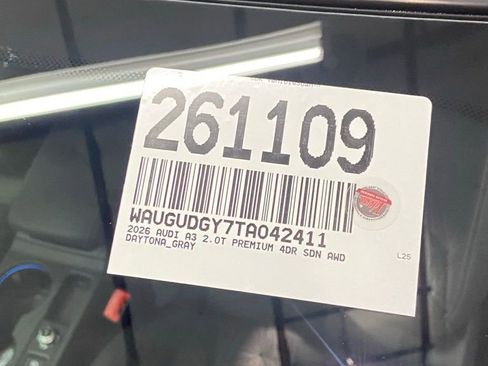 261109
WAUGUDGY7TA042411
2026 AUDI A3 2.0T PREMIUM 4DR SDN AWD
DAYTONA_GRAY
L25